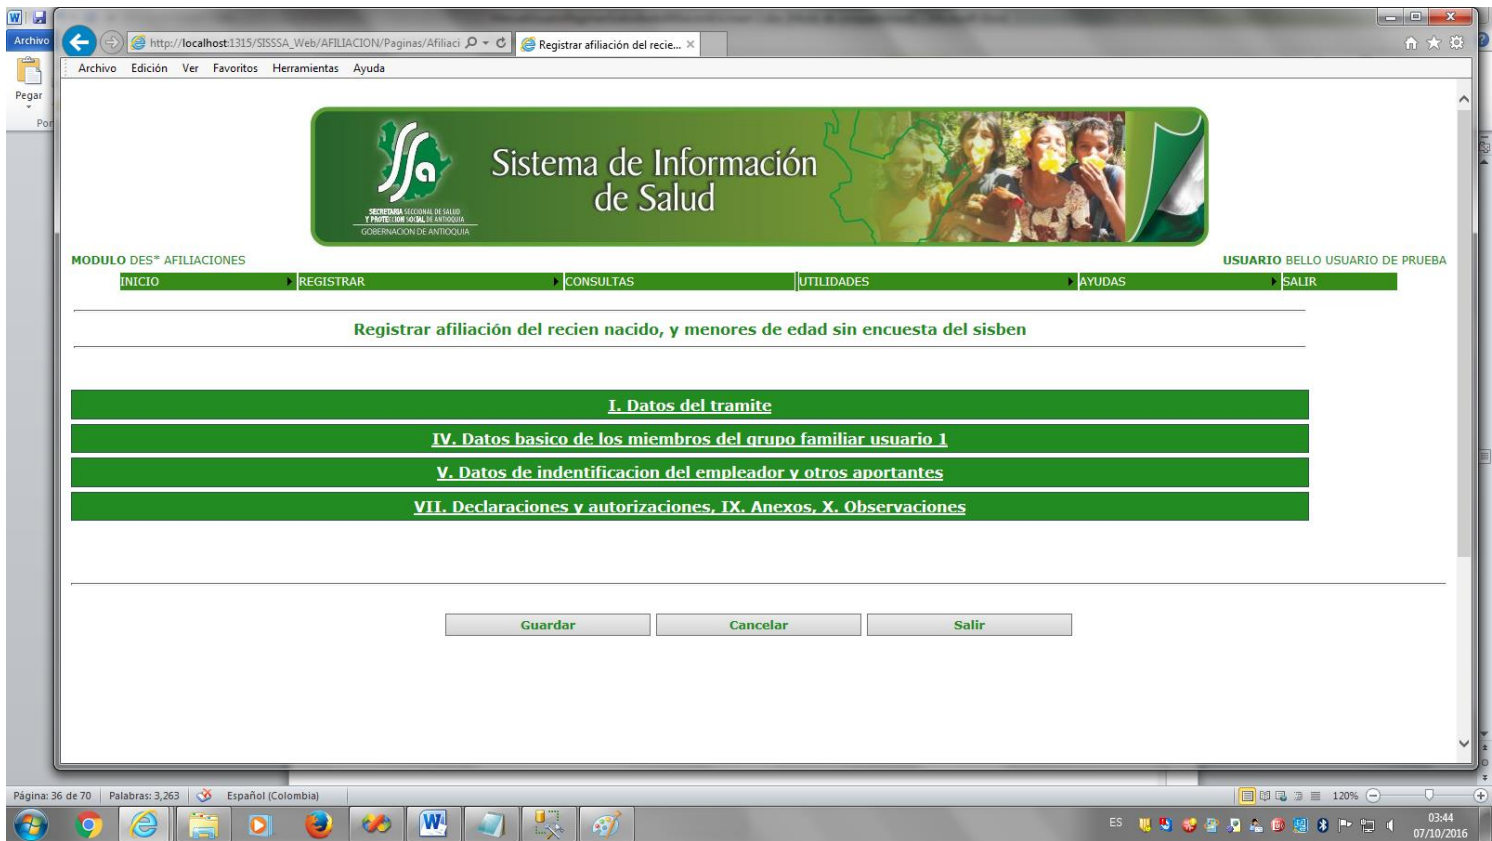 Archivo
Pegar
Por
http://localhost:1315/SISSSA_Web/AFILIACION/Paginas/Afiliaci
Registrar afiliación del recie...
Archivo Edición Ver Favoritos Herramientas Ayuda
Sistema de Información
de Salud
SECRETARIA SECCIONAL DE SALUD
Y PROTECCION SOCIAL DE ANTIOQUIA
GOBERNACION DE ANTIOQUIA
MODULO DES* AFILIACIONES
USUARIO BELLO USUARIO DE PRUEBA
INICIO REGISTRAR CONSULTAS UTILIDADES AYUDAS SALIR
Registrar afiliación del recien nacido, y menores de edad sin encuesta del sisben
I. Datos del tramite
IV. Datos basico de los miembros del grupo familiar usuario 1
V. Datos de indentificacion del empleador y otros aportantes
VII. Declaraciones y autorizaciones, IX. Anexos, X. Observaciones
Guardar Cancelar Salir
Página: 36 de 70 Palabras: 3,263 Español (Colombia) 120%
ES 03:44
07/10/2016